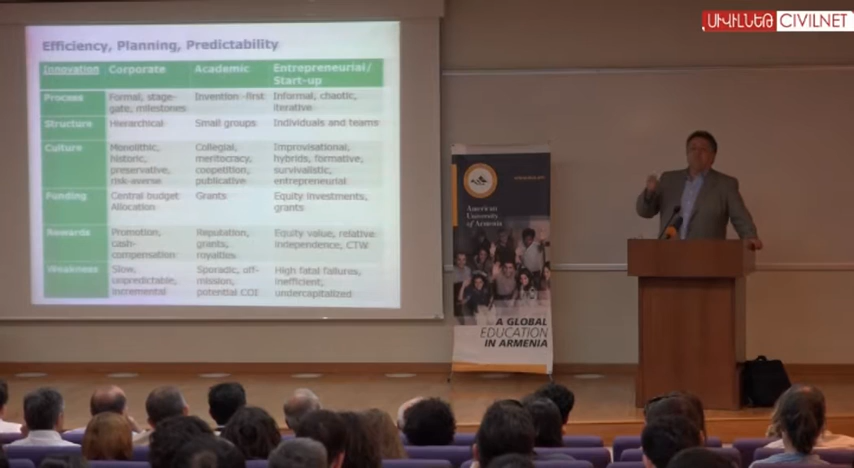 ՍԻՎԻԼՆԵԹ CIVILNET
Efficiency, Planning, Predictability
Innovation Corporate Academic Entrepreneurial/
Start-up
Process Formal, stage- Invention -first Informal, chaotic,
gate, milestones iterative
Structure Hierarchical Small groups Individuals and teams
Culture Monolithic, Collegial, Improvisational,
historic, meritocracy, hybrids, formative,
preservative, coopetition, survivalistic,
risk-averse publicative entrepreneurial
Funding Central budget Grants Equity investments,
Allocation grants
Rewards Promotion, Reputation, Equity value, relative
cash- grants, independence, CTW
compensation royalties
Weakness Slow, Sporadic, off- High fatal failures,
unpredictable, mission, inefficient,
incremental potential COI undercapitalized
American
University
of Armenia
A GLOBAL
EDUCATION
IN ARMENIA